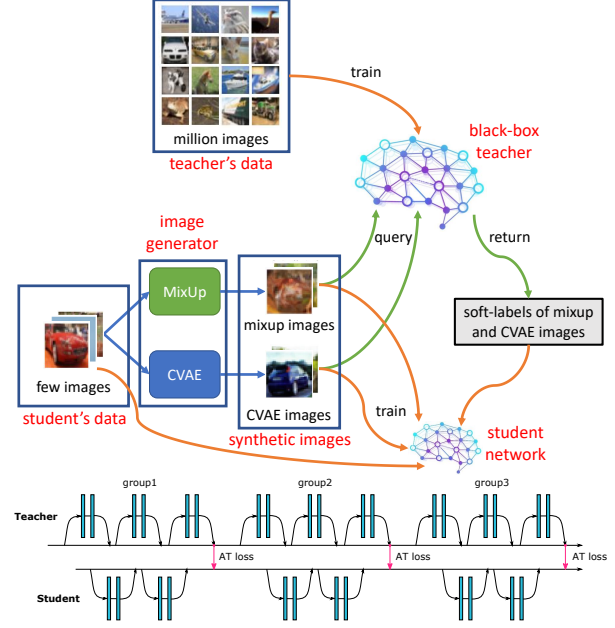 million images
teacher's data
train
black-box
teacher
image
generator
query
return
MixUp
mixup images
soft-labels of mixup
and CVAE images
few images
CVAE
CVAE images
train
student's data
synthetic images
student
network
group1
group2
group3
Teacher
AT loss
AT loss
AT loss
Student